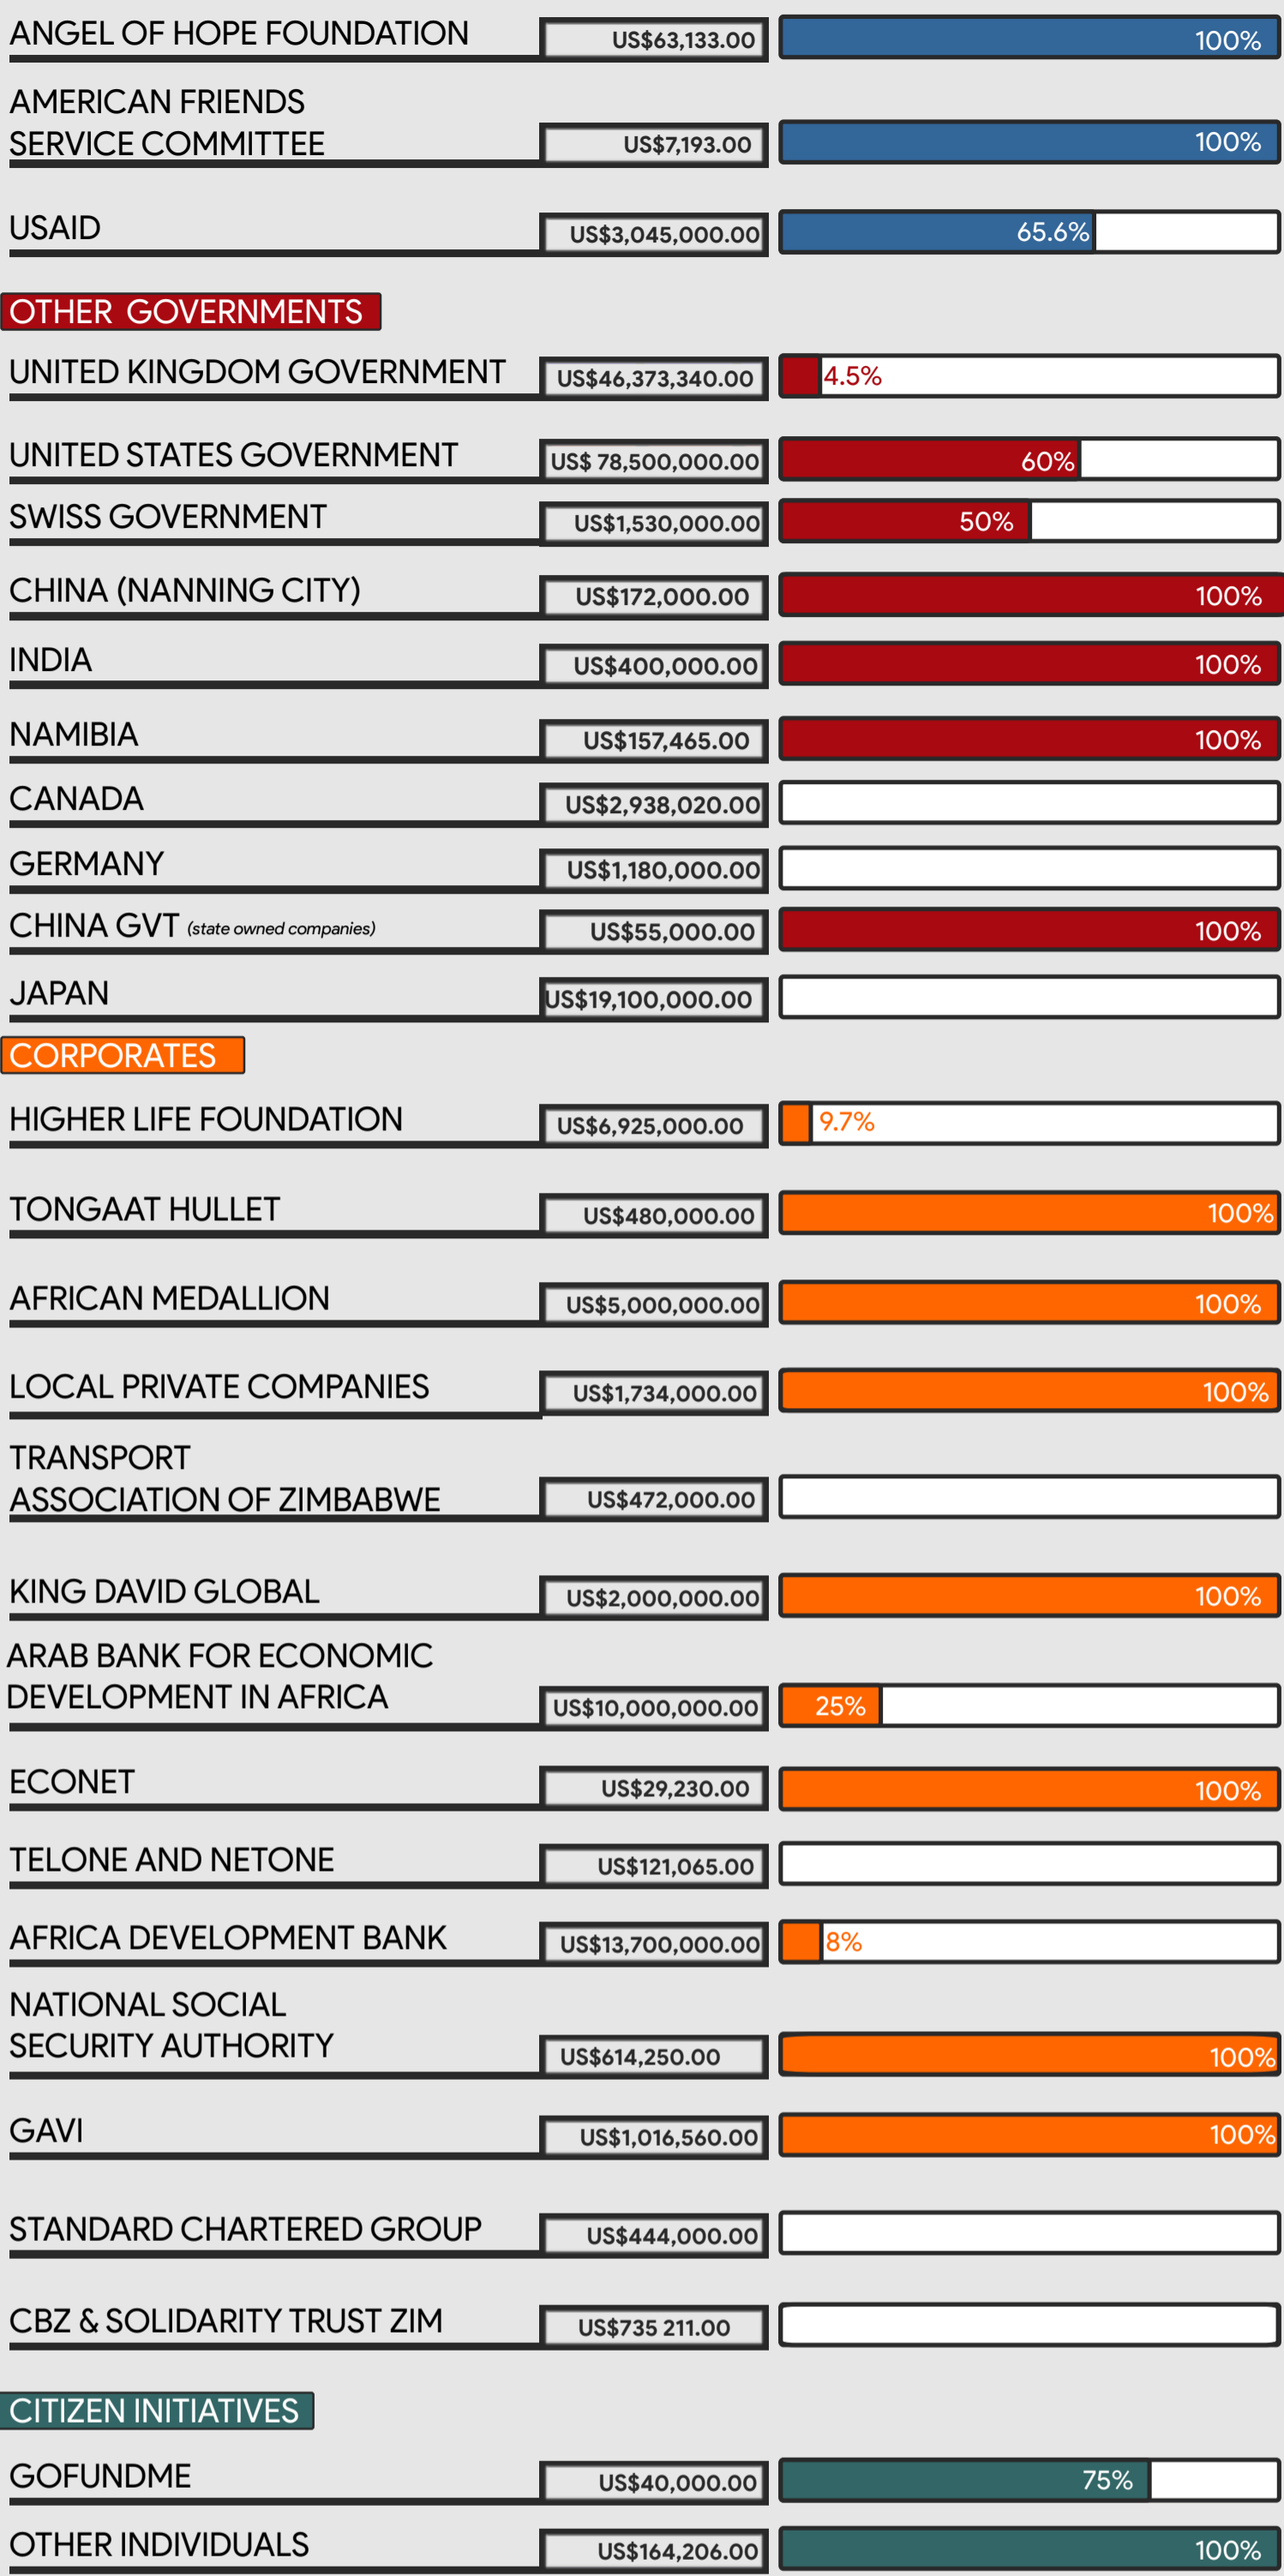 ANGEL OF HOPE FOUNDATION US$63,133.00 100%
AMERICAN FRIENDS
SERVICE COMMITTEE US$7,193.00 100%
USAID US$3,045,000.00 65.6%
OTHER GOVERNMENTS
UNITED KINGDOM GOVERNMENT US$46,373,340.00 4.5%
UNITED STATES GOVERNMENT US$ 78,500,000.00 60%
SWISS GOVERNMENT US$1,530,000.00 50%
CHINA (NANNING CITY) US$172,000.00 100%
INDIA US$400,000.00 100%
NAMIBIA US$157,465.00 100%
CANADA US$2,938,020.00
GERMANY US$1,180,000.00
CHINA GVT (state owned companies) US$55,000.00 100%
JAPAN US$19,100,000.00
CORPORATES
HIGHER LIFE FOUNDATION US$6,925,000.00 9.7%
TONGAAT HULLET US$480,000.00 100%
AFRICAN MEDALLION US$5,000,000.00 100%
LOCAL PRIVATE COMPANIES US$1,734,000.00 100%
TRANSPORT
ASSOCIATION OF ZIMBABWE US$472,000.00
KING DAVID GLOBAL US$2,000,000.00 100%
ARAB BANK FOR ECONOMIC
DEVELOPMENT IN AFRICA US$10,000,000.00 25%
ECONET US$29,230.00 100%
TELONE AND NETONE US$121,065.00
AFRICA DEVELOPMENT BANK US$13,700,000.00 8%
NATIONAL SOCIAL
SECURITY AUTHORITY US$614,250.00 100%
GAVI US$1,016,560.00 100%
STANDARD CHARTERED GROUP US$444,000.00
CBZ & SOLIDARITY TRUST ZIM US$735 211.00
CITIZEN INITIATIVES
GOFUNDME US$40,000.00 75%
OTHER INDIVIDUALS US$164,206.00 100%